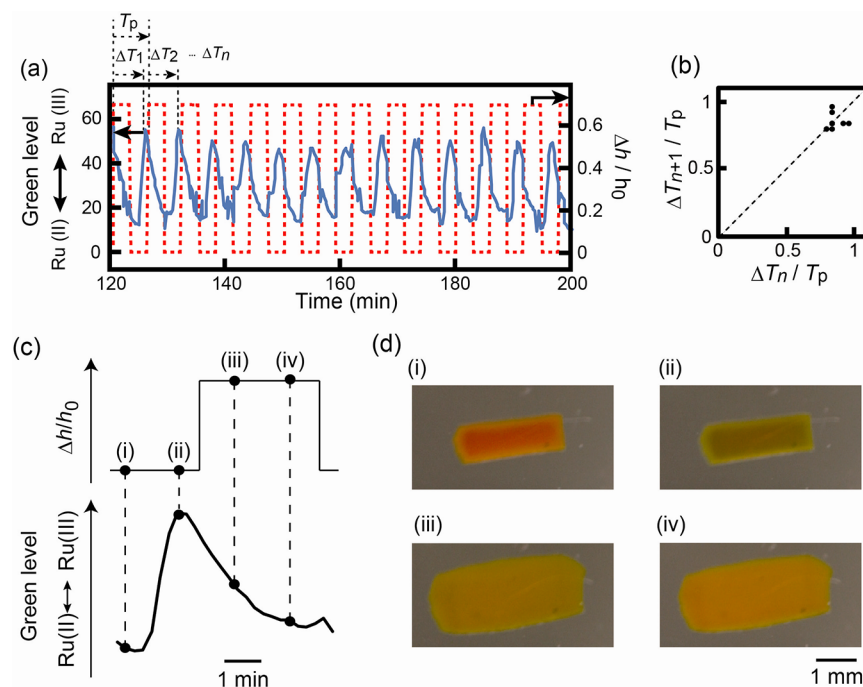 (a)
Tp
ΔT1 ΔT2 ... ΔTn
Green level
Ru (II) Ru (III)
60
40
20
0
0.6
0.4
0.2
0
Δh / h0
120 140 160 180 200
Time (min)
(b)
ΔTn+1 / Tp
1
0.5
0
0 0.5 1
ΔTn / Tp
(c)
Δh/h0
(i) (ii) (iii) (iv)
Green level
Ru(II) Ru(III)
1 min
(d)
(i) (ii)
(iii) (iv)
1 mm